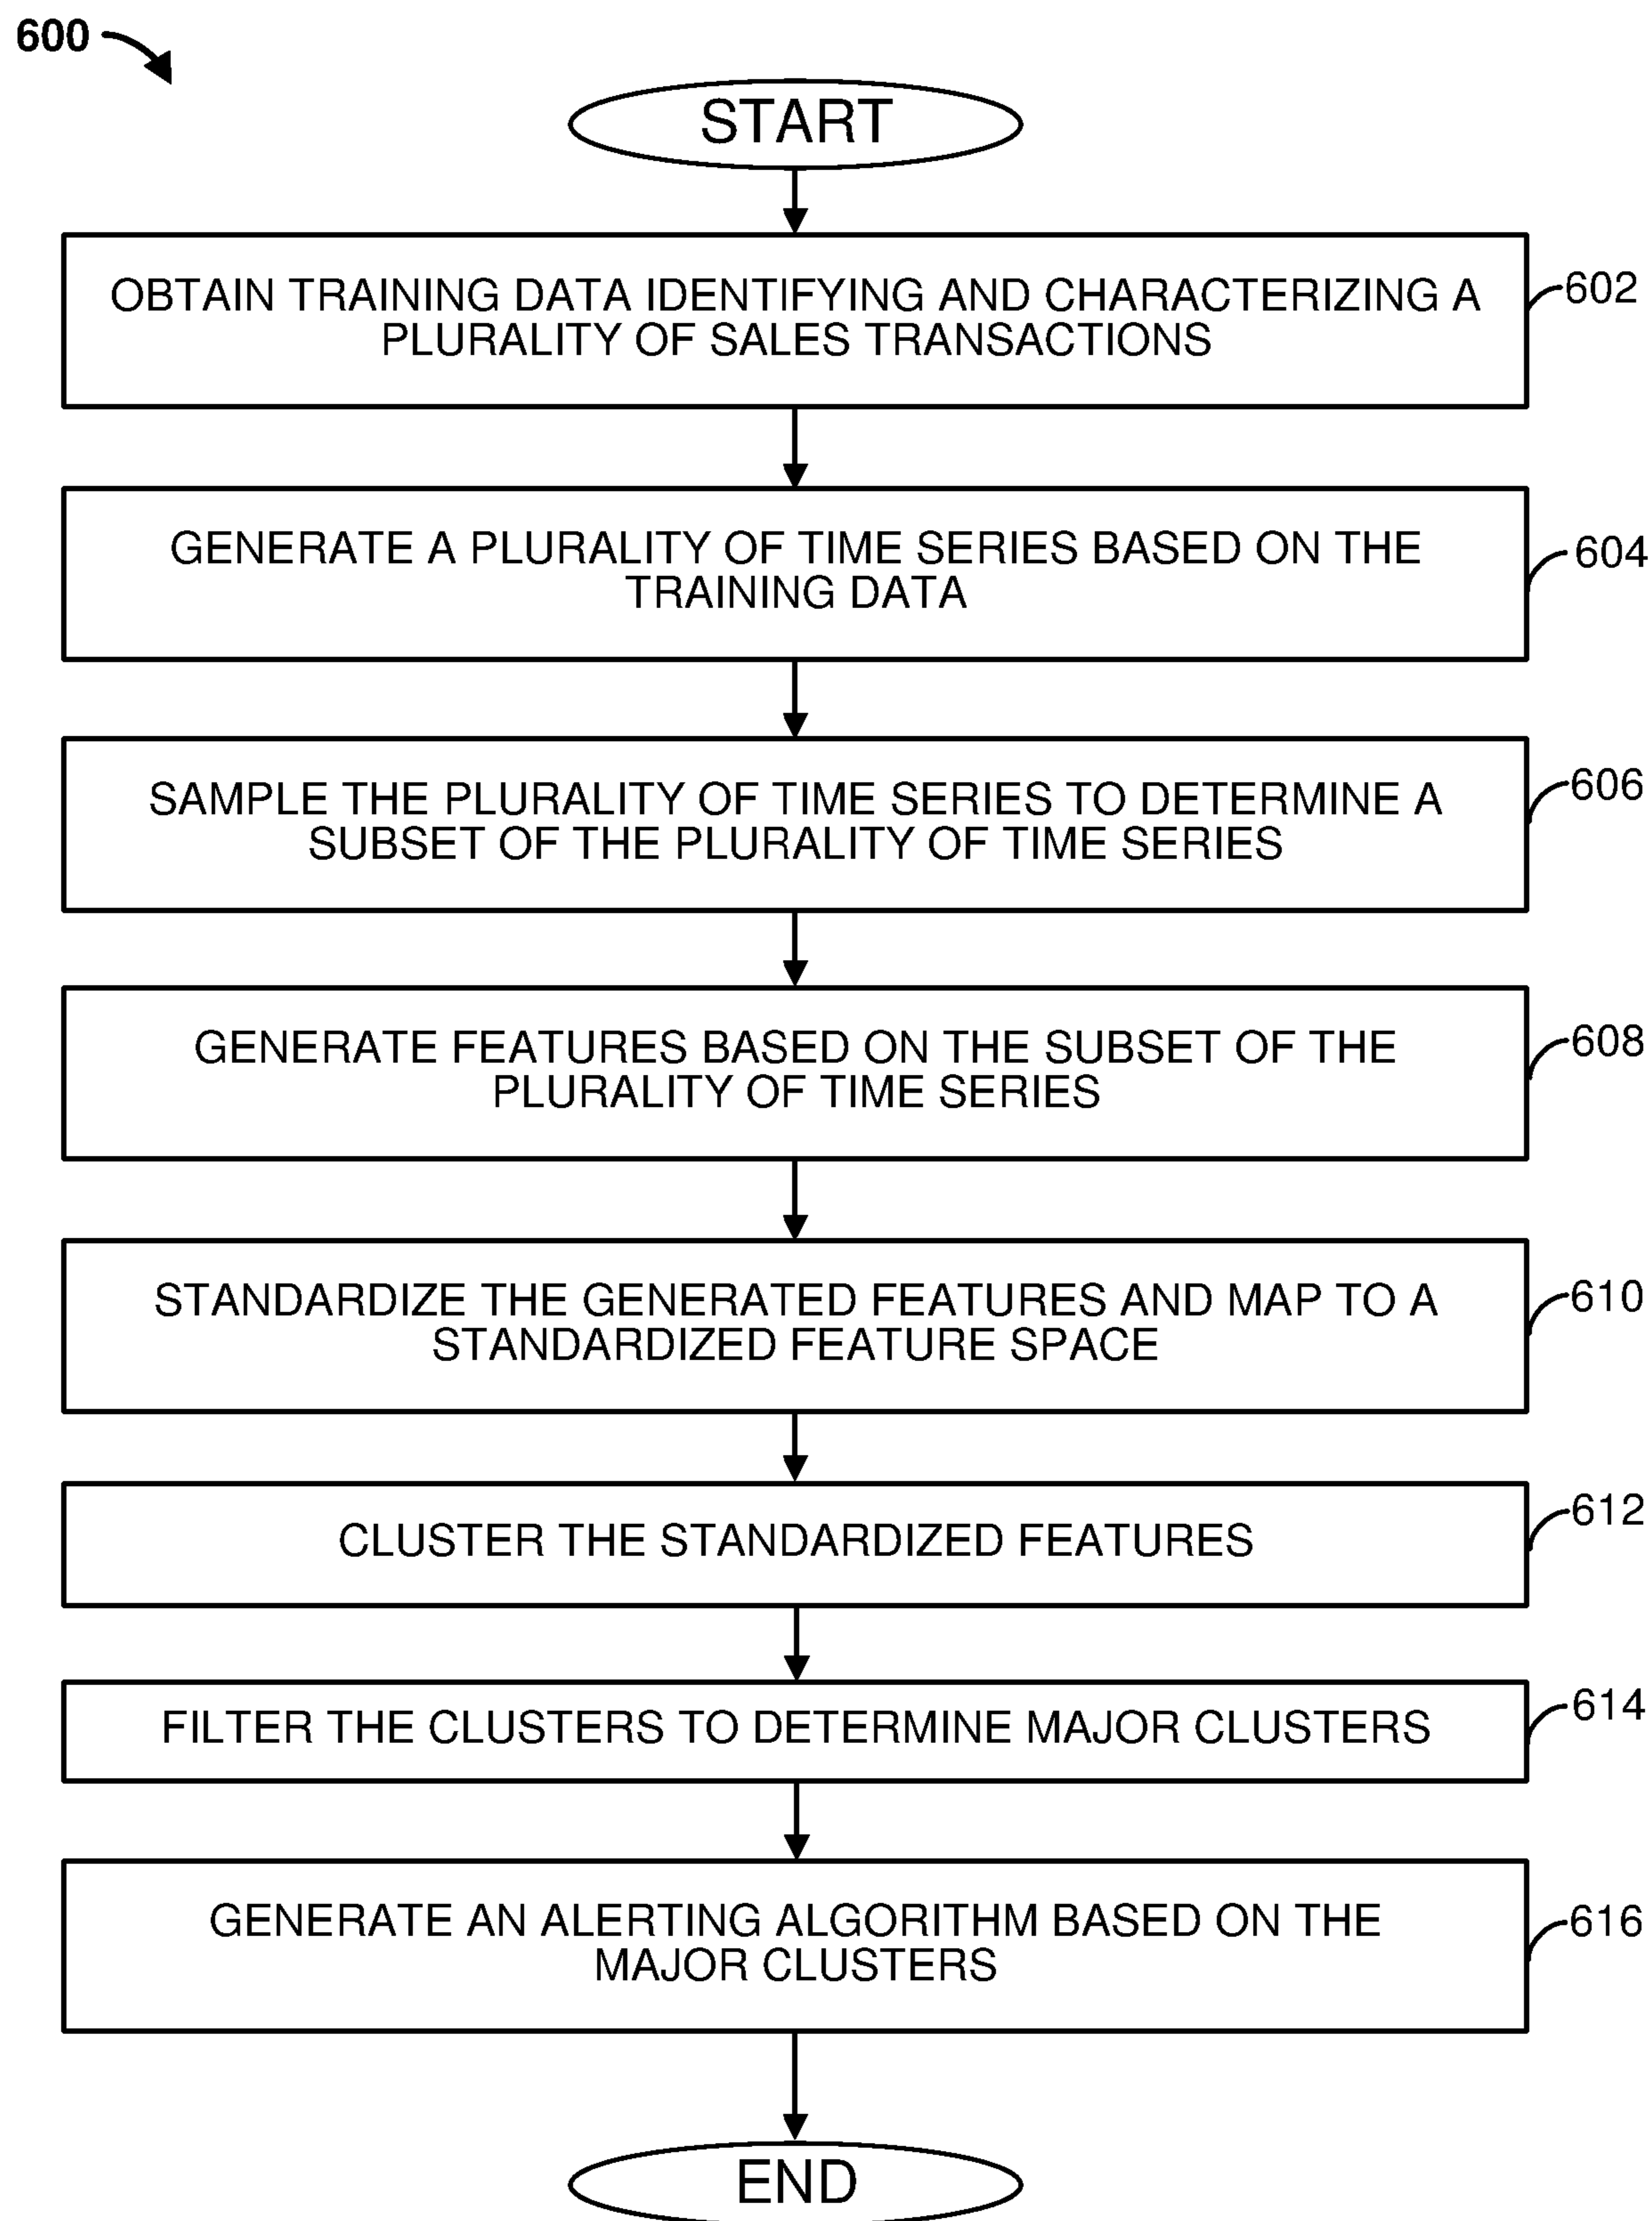 600
START
OBTAIN TRAINING DATA IDENTIFYING AND CHARACTERIZING A
PLURALITY OF SALES TRANSACTIONS
602
GENERATE A PLURALITY OF TIME SERIES BASED ON THE
TRAINING DATA
604
SAMPLE THE PLURALITY OF TIME SERIES TO DETERMINE A
SUBSET OF THE PLURALITY OF TIME SERIES
606
GENERATE FEATURES BASED ON THE SUBSET OF THE
PLURALITY OF TIME SERIES
608
STANDARDIZE THE GENERATED FEATURES AND MAP TO A
STANDARDIZED FEATURE SPACE
610
CLUSTER THE STANDARDIZED FEATURES
612
FILTER THE CLUSTERS TO DETERMINE MAJOR CLUSTERS
614
GENERATE AN ALERTING ALGORITHM BASED ON THE
MAJOR CLUSTERS
616
END